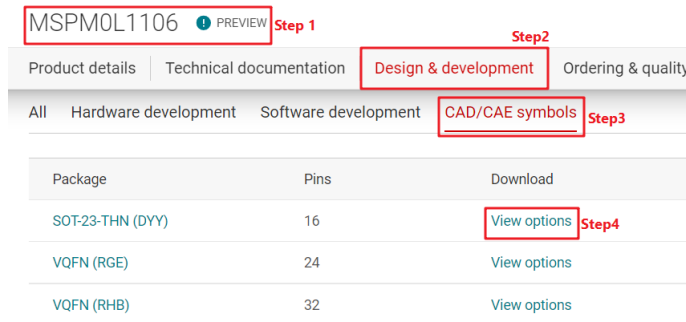 MSPM0L1106 PREVIEW Step 1
Step2
Product details Technical documentation Design & development Ordering & quality
All Hardware development Software development CAD/CAE symbols Step3
Package Pins Download
SOT-23-THN (DYY) 16 View options Step4
VQFN (RGE) 24 View options
VQFN (RHB) 32 View options